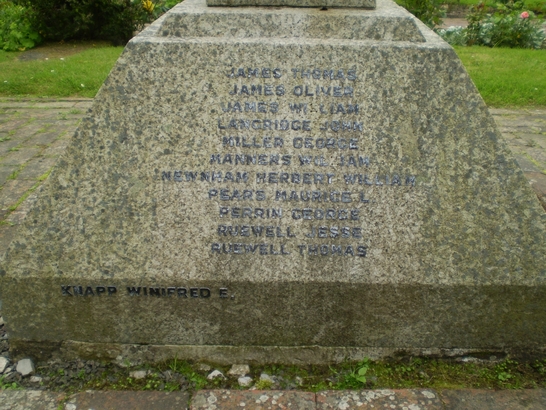 JAMES THOMAS
JAMES OLIVER
JAMES WILLIAM
LANGRIDGE JOHN
MILLER GEORGE
MANNERS WILLIAM
NEWNHAM HERBERT WILLIAM
PEARS MAURICE L
PERRIN GEORGE
RUEWELL JESSE
RUEWELL THOMAS
KNAPP WINIFRED E.